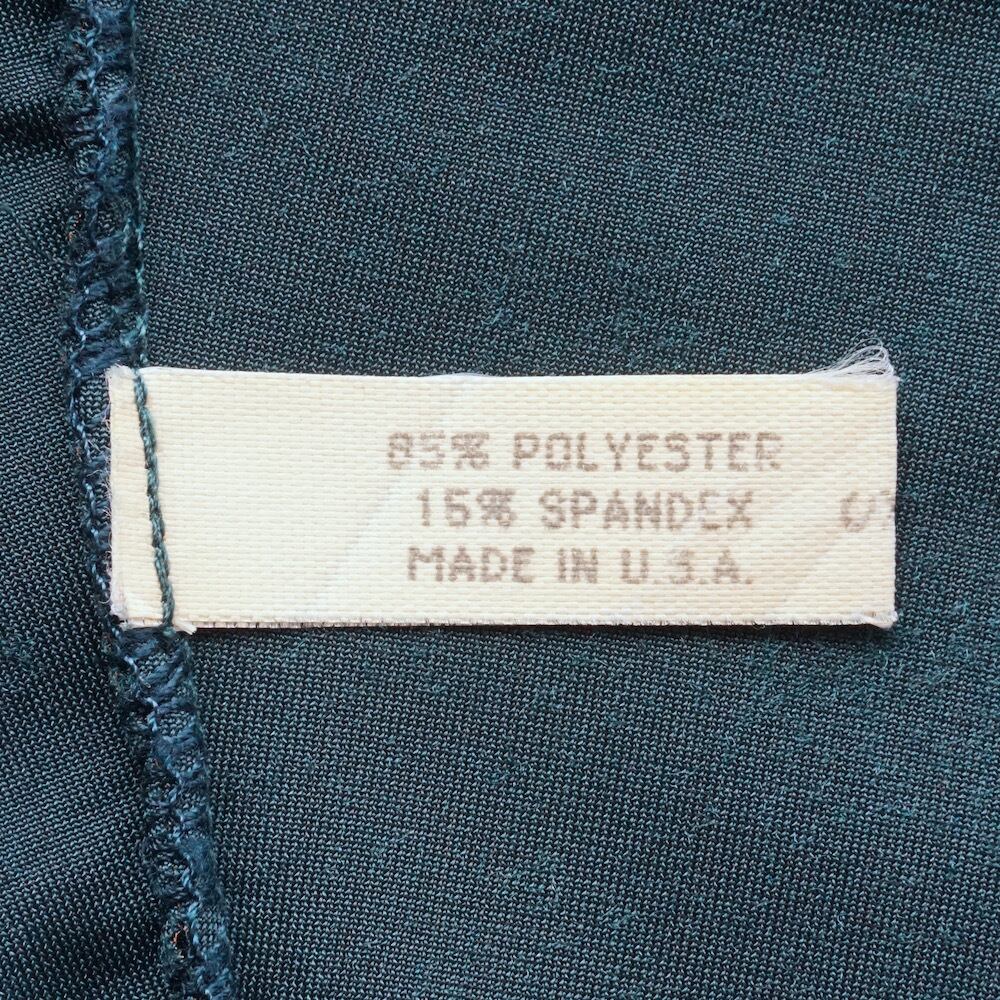 85% POLYESTER
15% SPANDEX
MADE IN U.S.A.